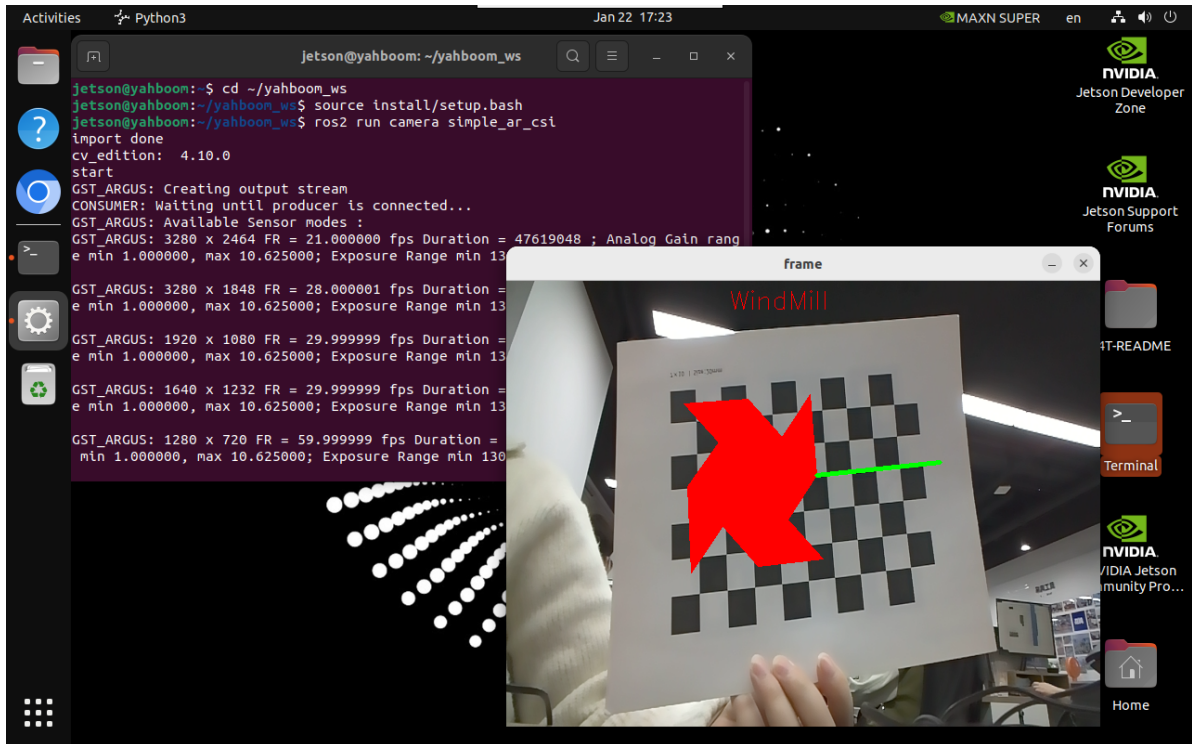 Activities
Python3
Jan 22 17:23
MAXN SUPER
en
jetson@yahboom: ~/yahboom_ws
jetson@yahboom:~$ cd ~/yahboom_ws
jetson@yahboom:~/yahboom_ws$ source install/setup.bash
jetson@yahboom:~/yahboom_ws$ ros2 run camera simple_ar_csi
import done
cv_edition:  4.10.0
start
GST_ARGUS: Creating output stream
CONSUMER: Waiting until producer is connected...
GST_ARGUS: Available Sensor modes :
GST_ARGUS: 3280 x 2464 FR = 21.000000 fps Duration = 47619048 ; Analog Gain rang
e min 1.000000, max 10.625000; Exposure Range min 13
GST_ARGUS: 3280 x 1848 FR = 28.000001 fps Duration =
e min 1.000000, max 10.625000; Exposure Range min 13
GST_ARGUS: 1920 x 1080 FR = 29.999999 fps Duration =
e min 1.000000, max 10.625000; Exposure Range min 13
GST_ARGUS: 1640 x 1232 FR = 29.999999 fps Duration =
e min 1.000000, max 10.625000; Exposure Range min 13
GST_ARGUS: 1280 x 720 FR = 59.999999 fps Duration =
min 1.000000, max 10.625000; Exposure Range min 130
frame
WindMill
NVIDIA.
Jetson Developer
Zone
NVIDIA.
Jetson Support
Forums
4T-README
Terminal
NVIDIA.
VIDIA Jetson
mmunity Pro...
Home